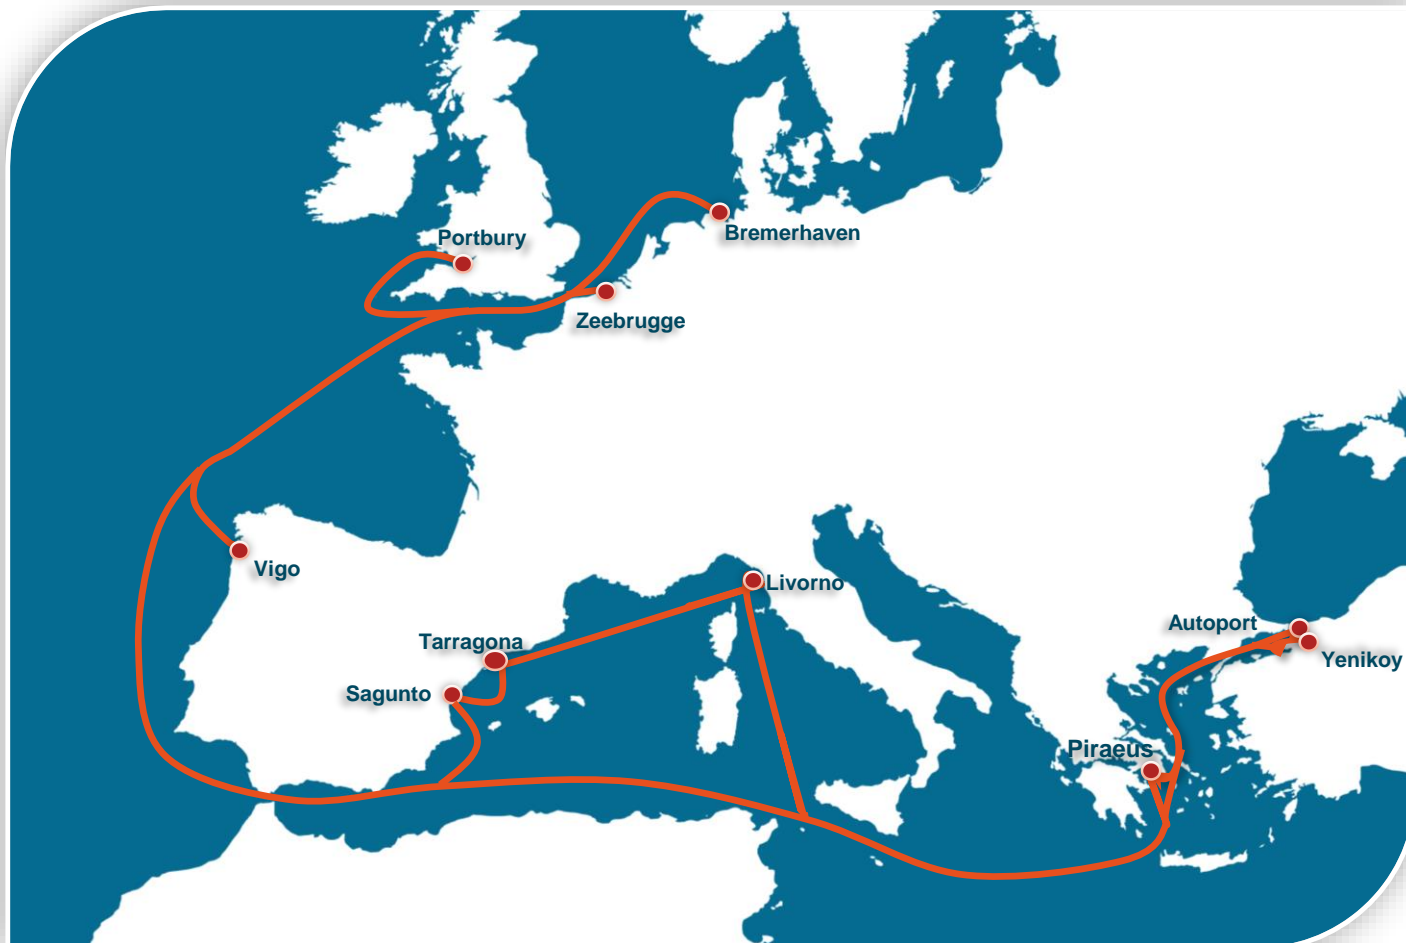 Portbury
Bremerhaven
Zeebrugge
Vigo
Livorno
Tarragona
Sagunto
Autoport
Yenikoy
Piraeus